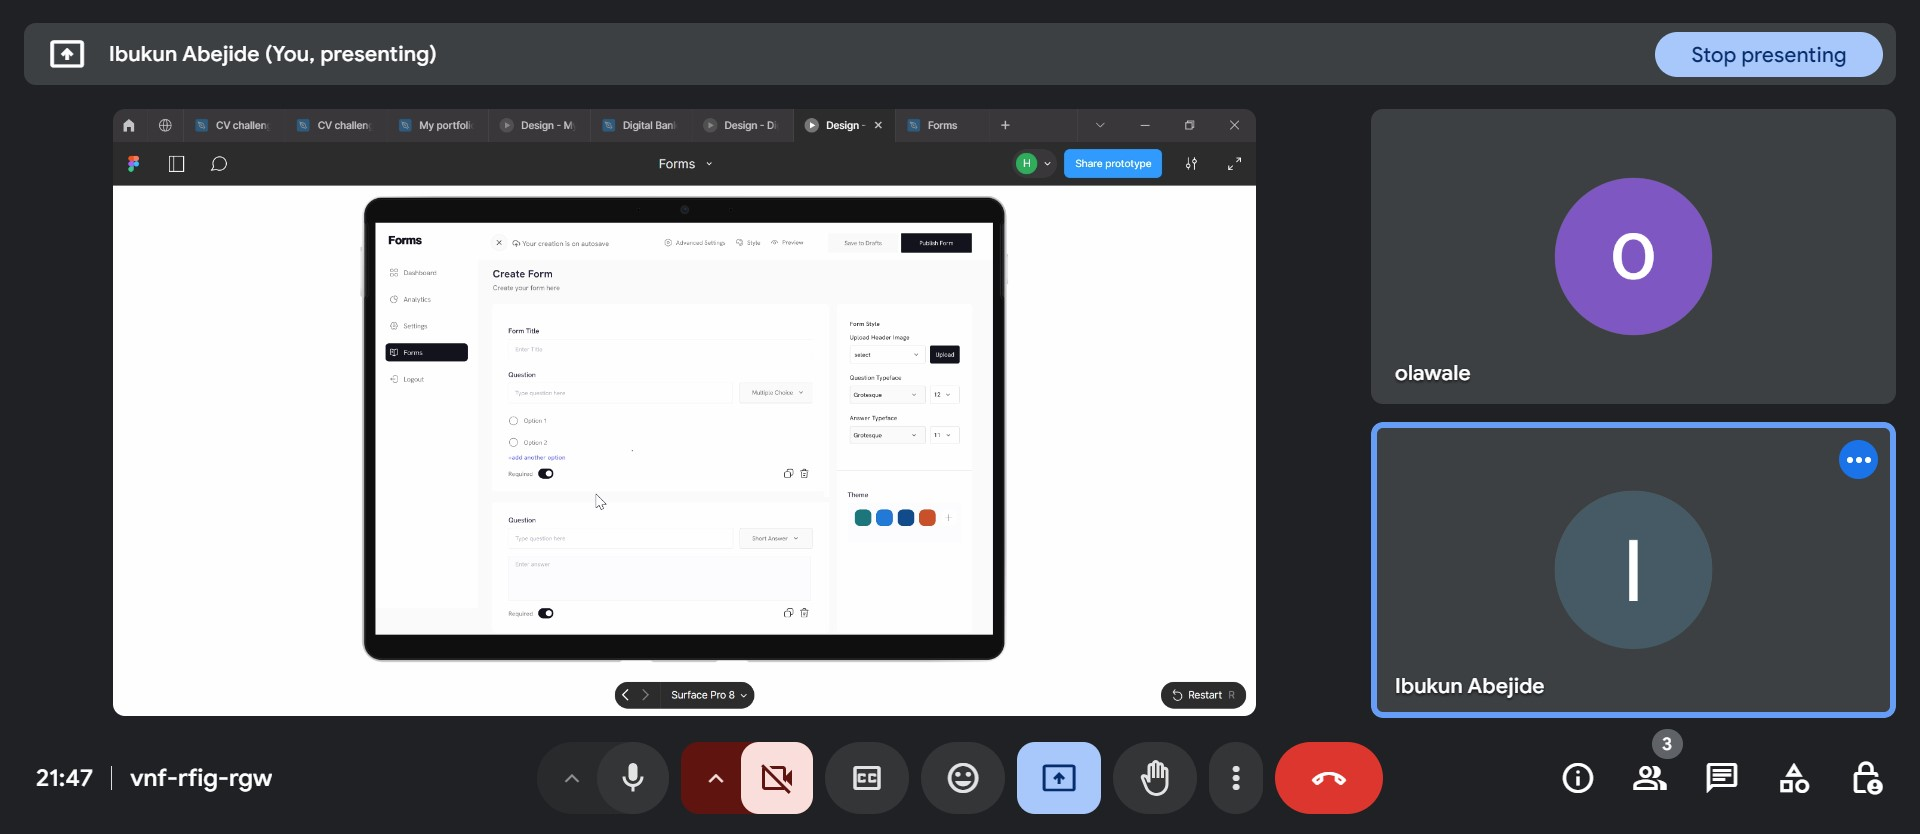 Ibukun Abejide (You, presenting)
Stop presenting
CV challen
CV challen
My portfoli
Design - M
Digital Ban
Design - Di
Design -
Forms
Forms
H
Share prototype
Forms
Your creation is on autosave
Advanced Settings
Style
Preview
Save to Drafts
Publish Form
Dashboard
Analytics
Settings
Forms
Logout
Create Form
Create your form here
Form Title
Enter Title
Question
Type question here
Multiple Choice
Option 1
Option 2
+add another option
Required
Question
Type question here
Short Answer
Enter answer
Required
Form Style
Upload Header Image
select
Upload
Question Typeface
Grotesque
12
Answer Typeface
Grotesque
11
Theme
Surface Pro 8
Restart R
O
olawale
I
Ibukun Abejide
21:47
vnf-rfig-rgw
CC
3